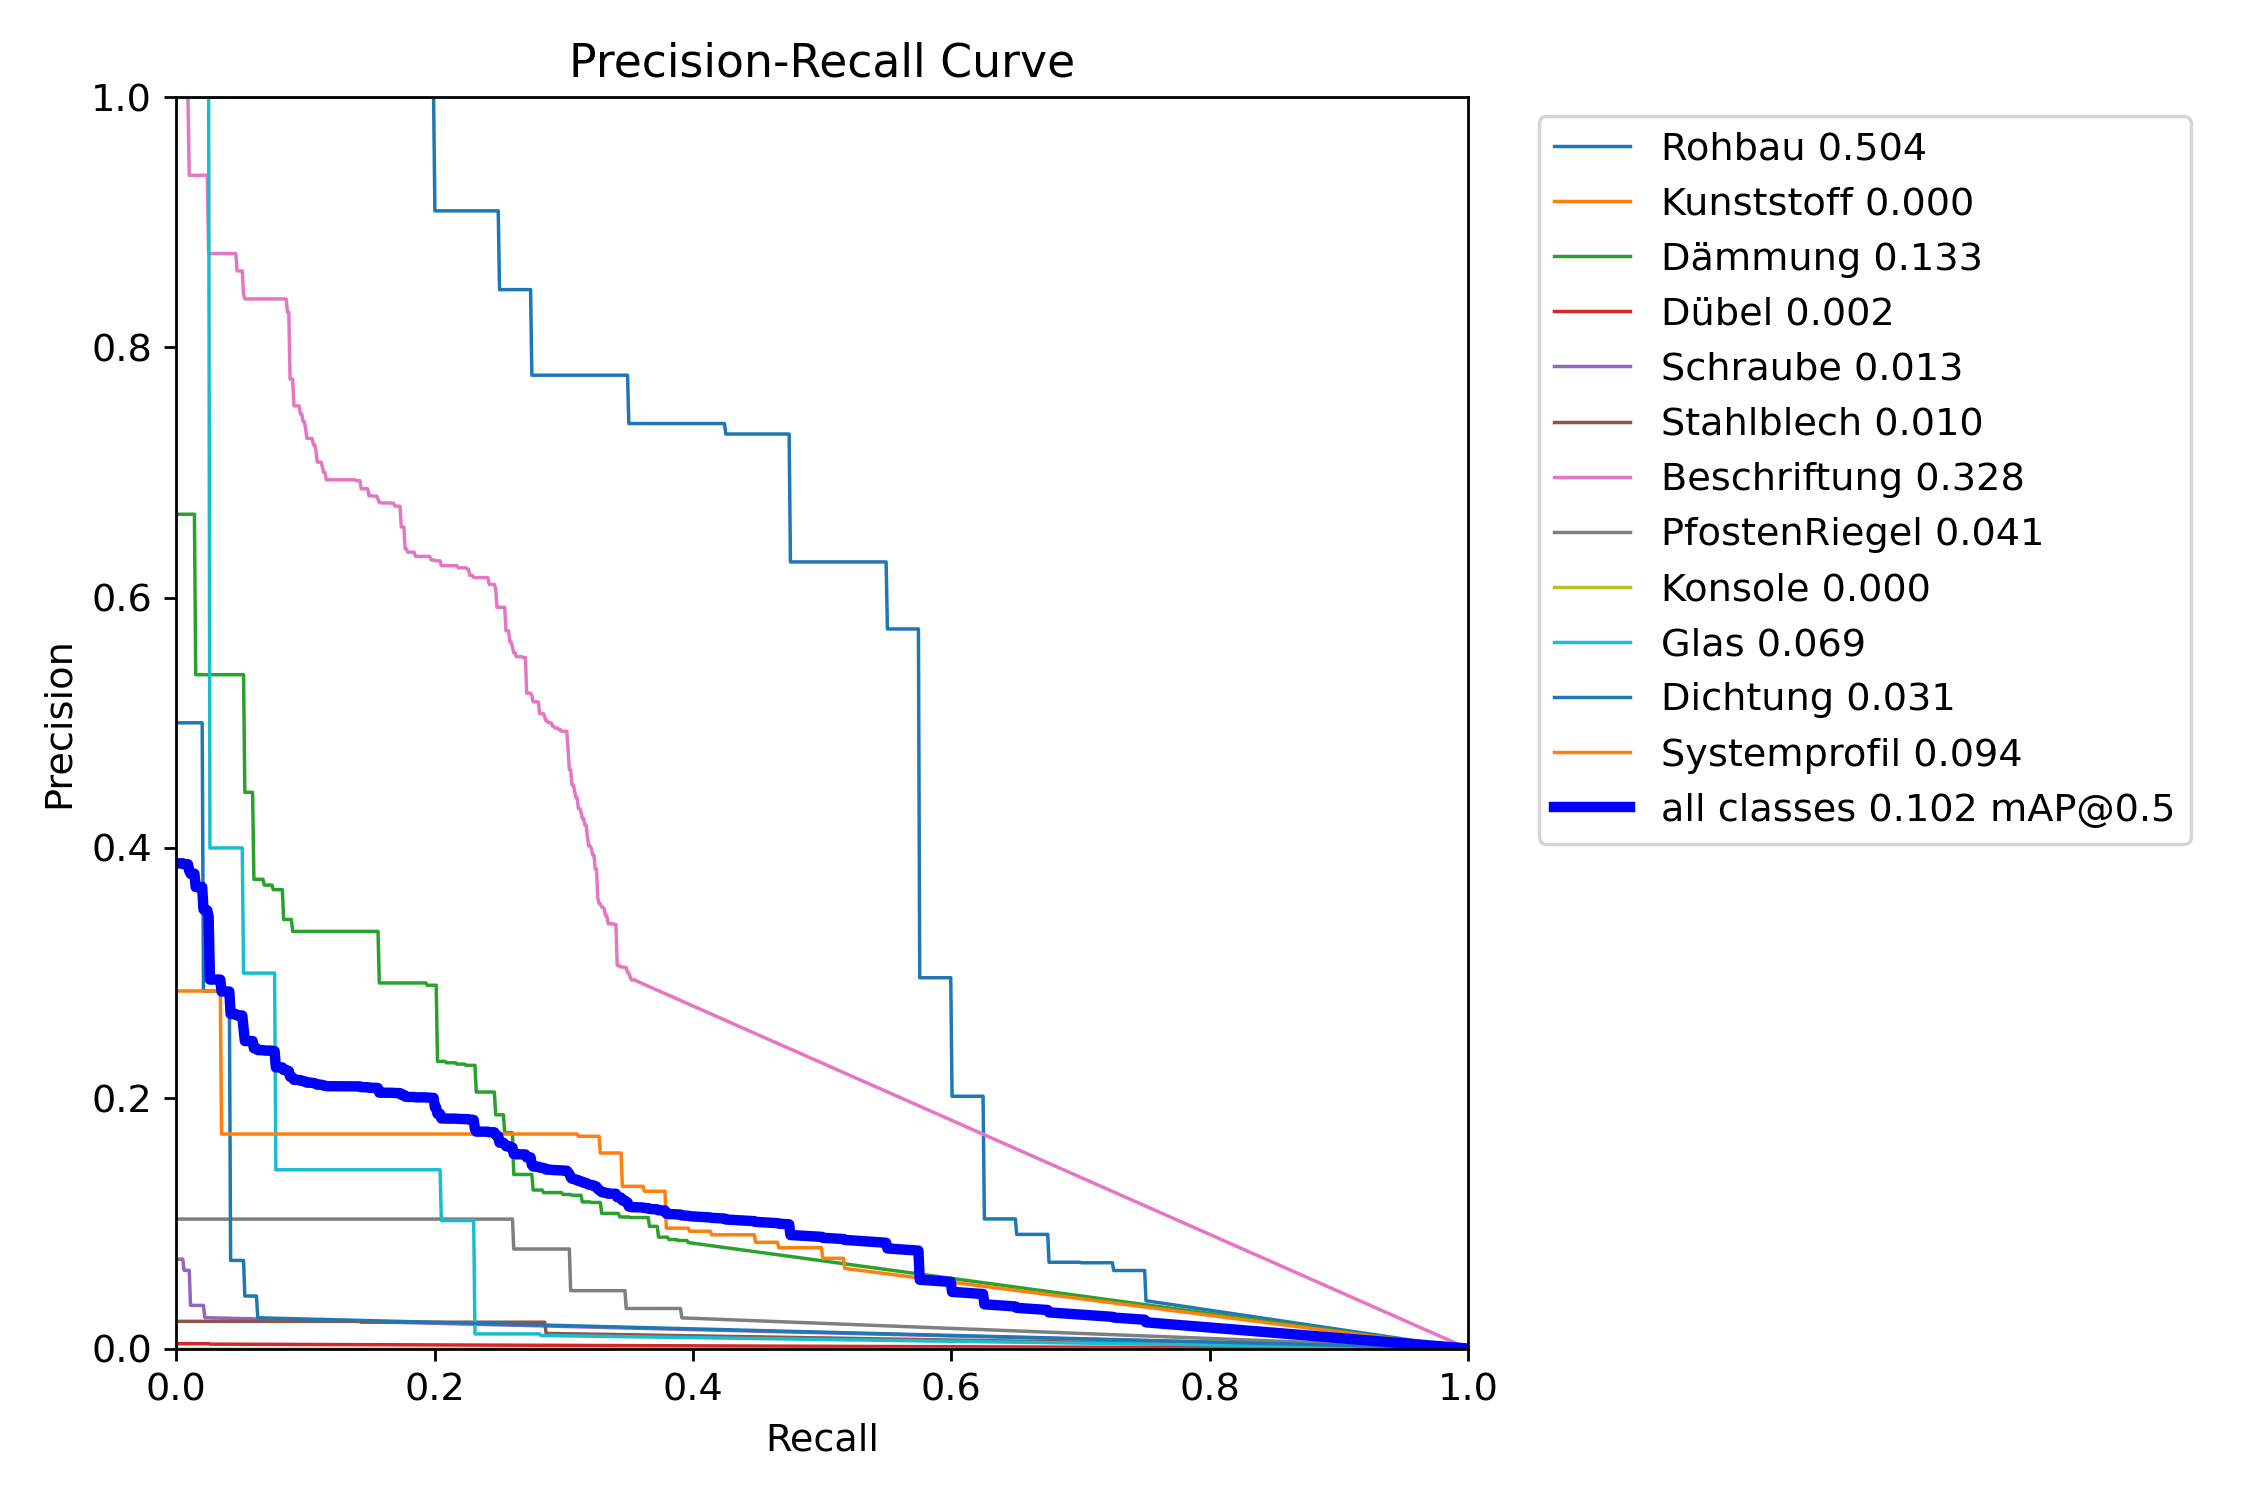 Precision-Recall Curve
1.0
0.8
0.6
0.4
0.2
0.0
Precision
0.0 0.2 0.4 0.6 0.8 1.0
Recall
Rohbau 0.504
Kunststoff 0.000
Dämmung 0.133
Dübel 0.002
Schraube 0.013
Stahlblech 0.010
Beschriftung 0.328
PfostenRiegel 0.041
Konsole 0.000
Glas 0.069
Dichtung 0.031
Systemprofil 0.094
all classes 0.102 mAP@0.5